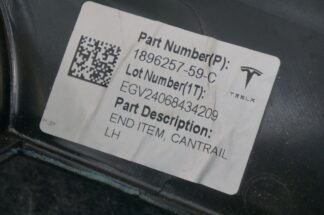 Part Number(P):
1896257-59-C
Lot Number(1T):
EGV24068434209
Part Description:
END ITEM, CANTRAIL
LH
TESLA